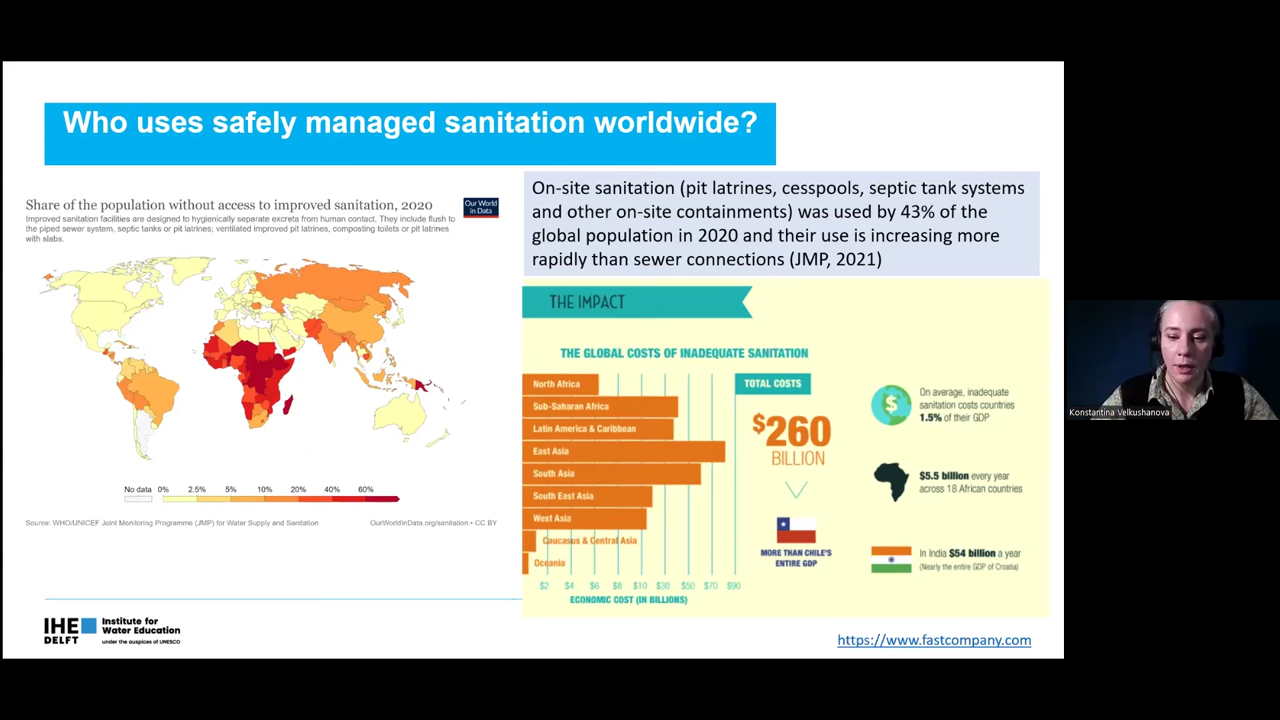 Who uses safely managed sanitation worldwide?
Share of the population without access to improved sanitation, 2020
Our World
in Data
Improved sanitation facilities are designed to hygienically separate excreta from human contact. They include flush to
the piped sewer system, septic tanks or pit latrines; ventilated improved pit latrines, composting toilets or pit latrines
with slabs.
No data
0%
2.5%
5%
10%
20%
40%
60%
Source: WHO/UNICEF Joint Monitoring Programme (JMP) for Water Supply and Sanitation
OurWorldInData.org/sanitation • CC BY
On-site sanitation (pit latrines, cesspools, septic tank systems
and other on-site containments) was used by 43% of the
global population in 2020 and their use is increasing more
rapidly than sewer connections (JMP, 2021)
THE IMPACT
THE GLOBAL COSTS OF INADEQUATE SANITATION
North Africa
Sub-Saharan Africa
Latin America & Caribbean
East Asia
South Asia
South East Asia
West Asia
Caucasus & Central Asia
Oceania
$2
$4
$6
$8
$10
$30
$50
$70
$90
ECONOMIC COST (IN BILLIONS)
TOTAL COSTS
$260
BILLION
MORE THAN CHILE'S
ENTIRE GDP
On average, inadequate
sanitation costs countries
1.5% of their GDP
$5.5 billion every year
across 18 African countries
In India $54 billion a year
(Nearly the entire GDP of Croatia)
IHE
DELFT
Institute for
Water Education
under the auspices of UNESCO
https://www.fastcompany.com
Konstantina Velkushanova